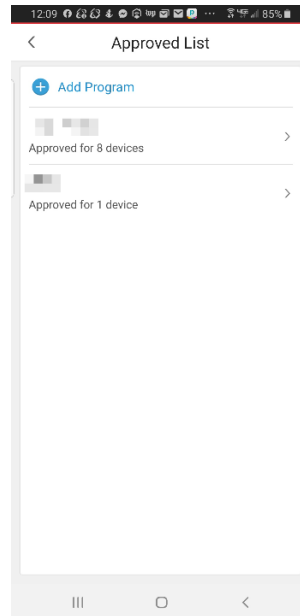 12:09 85%
Approved List
Add Program
Approved for 8 devices
Approved for 1 device